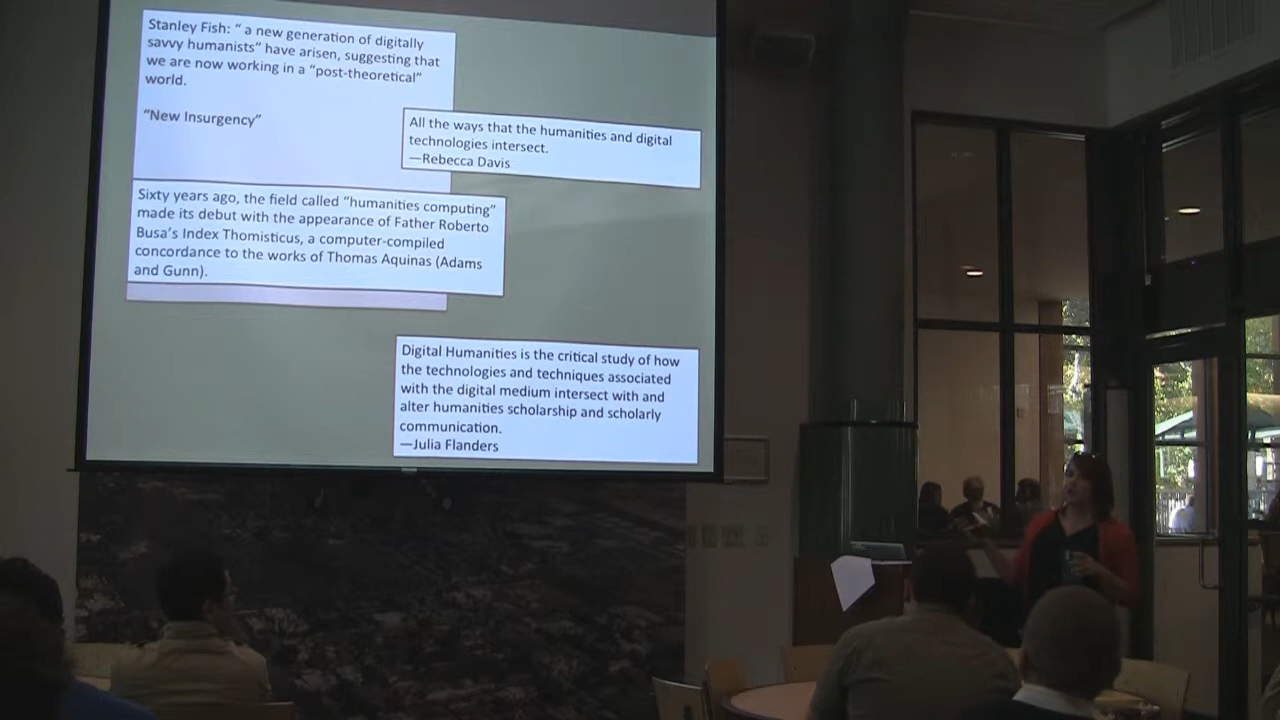 Stanley Fish: “ a new generation of digitally
savvy humanists” have arisen, suggesting that
we are now working in a “post-theoretical”
world.
“New Insurgency”
All the ways that the humanities and digital
technologies intersect.
—Rebecca Davis
Sixty years ago, the field called “humanities computing”
made its debut with the appearance of Father Roberto
Busa’s Index Thomisticus, a computer-compiled
concordance to the works of Thomas Aquinas (Adams
and Gunn).
Digital Humanities is the critical study of how
the technologies and techniques associated
with the digital medium intersect with and
alter humanities scholarship and scholarly
communication.
—Julia Flanders